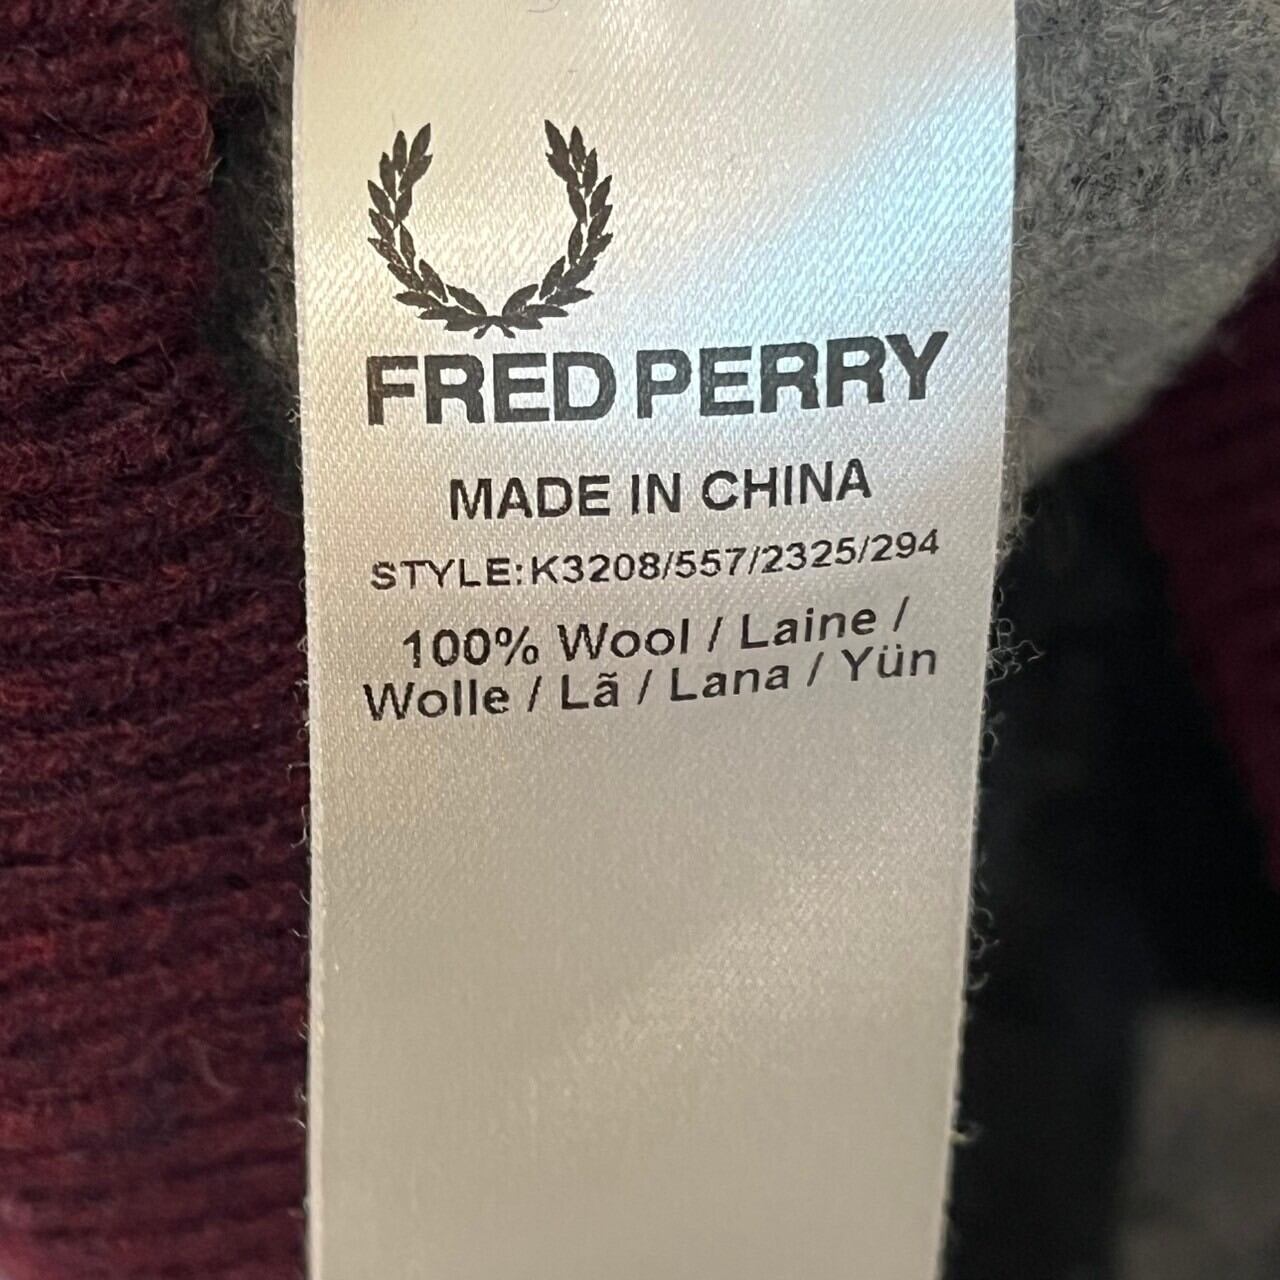 FRED PERRY
MADE IN CHINA
STYLE:K3208/557/2325/294
100% Wool / Laine /
Wolle / Lã / Lana / Yün